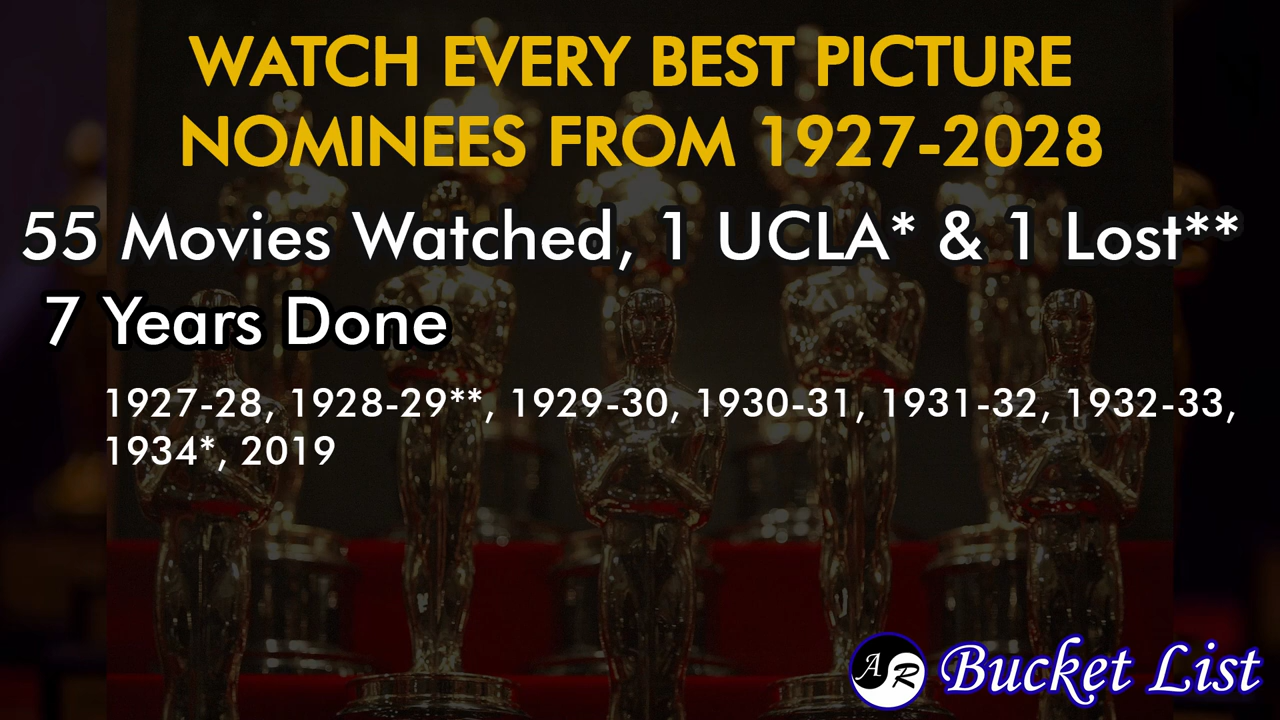 WATCH EVERY BEST PICTURE
NOMINEES FROM 1927-2028
55 Movies Watched, 1 UCLA* & 1 Lost**
7 Years Done
1927-28, 1928-29**, 1929-30, 1930-31, 1931-32, 1932-33,
1934*, 2019
AR Bucket List